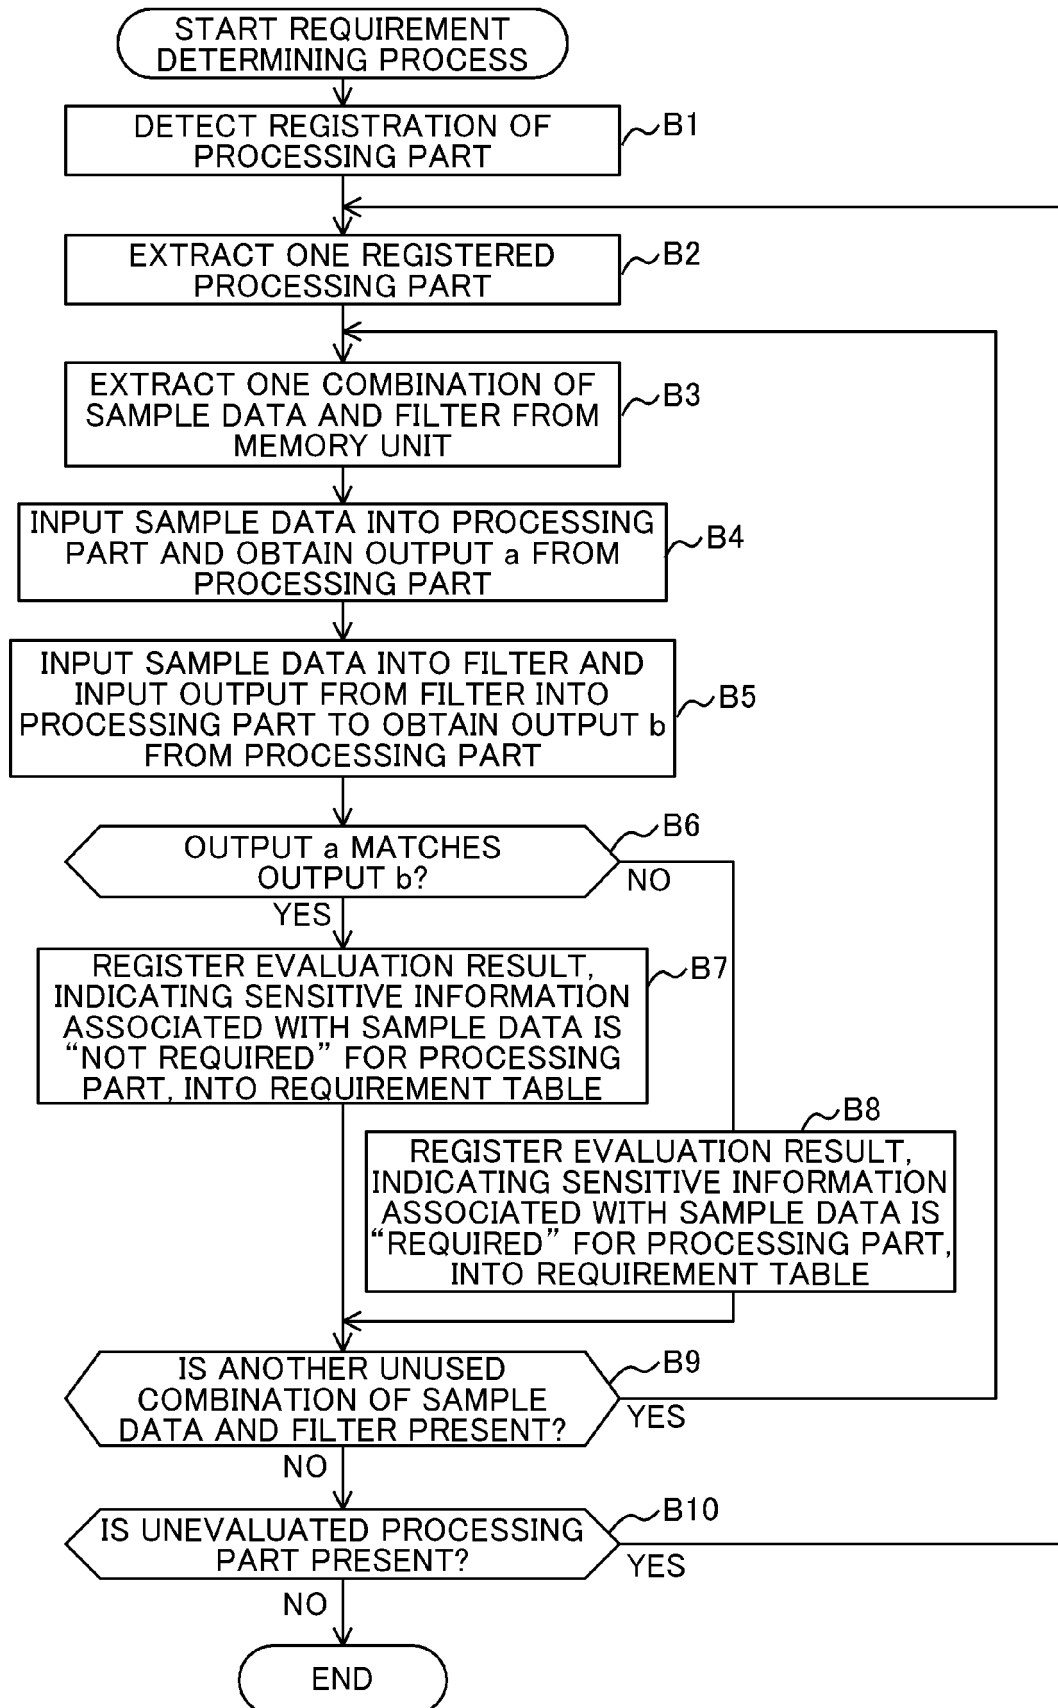 START REQUIREMENT
DETERMINING PROCESS
DETECT REGISTRATION OF
PROCESSING PART
B1
EXTRACT ONE REGISTERED
PROCESSING PART
B2
EXTRACT ONE COMBINATION OF
SAMPLE DATA AND FILTER FROM
MEMORY UNIT
B3
INPUT SAMPLE DATA INTO PROCESSING
PART AND OBTAIN OUTPUT a FROM
PROCESSING PART
B4
INPUT SAMPLE DATA INTO FILTER AND
INPUT OUTPUT FROM FILTER INTO
PROCESSING PART TO OBTAIN OUTPUT b
FROM PROCESSING PART
B5
OUTPUT a MATCHES
OUTPUT b?
B6
NO
YES
REGISTER EVALUATION RESULT,
INDICATING SENSITIVE INFORMATION
ASSOCIATED WITH SAMPLE DATA IS
“NOT REQUIRED” FOR PROCESSING
PART, INTO REQUIREMENT TABLE
B7
B8
REGISTER EVALUATION RESULT,
INDICATING SENSITIVE INFORMATION
ASSOCIATED WITH SAMPLE DATA IS
“REQUIRED” FOR PROCESSING PART,
INTO REQUIREMENT TABLE
IS ANOTHER UNUSED
COMBINATION OF SAMPLE
DATA AND FILTER PRESENT?
B9
YES
NO
IS UNEVALUATED PROCESSING
PART PRESENT?
B10
YES
NO
END